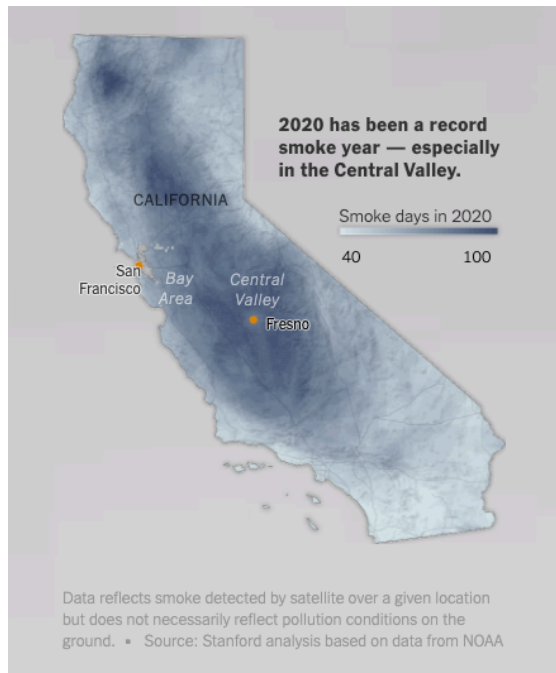 2020 has been a record
smoke year — especially
in the Central Valley.
CALIFORNIA
Smoke days in 2020
40 100
San
Francisco
Bay
Area
Central
Valley
Fresno
Data reflects smoke detected by satellite over a given location
but does not necessarily reflect pollution conditions on the
ground. ▪ Source: Stanford analysis based on data from NOAA